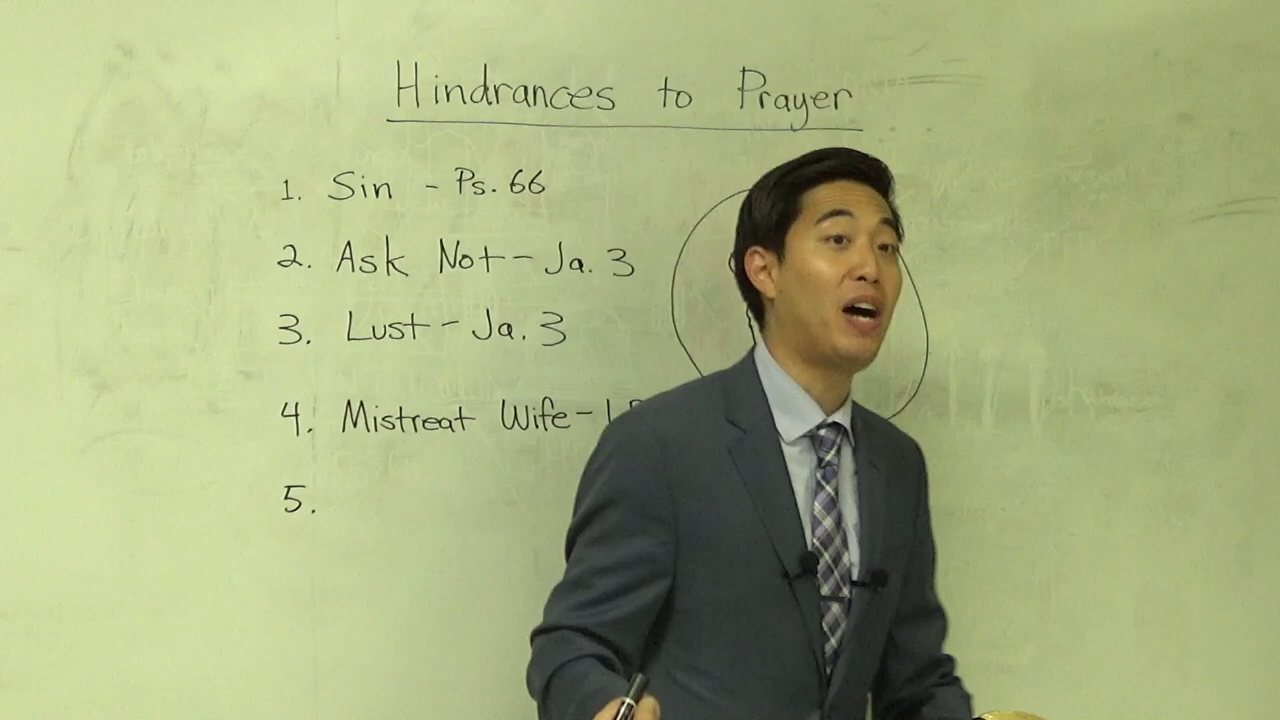 Hindrances to Prayer
1. Sin - Ps. 66
2. Ask Not - Ja. 3
3. Lust - Ja. 3
4. Mistreat Wife - 1
5.